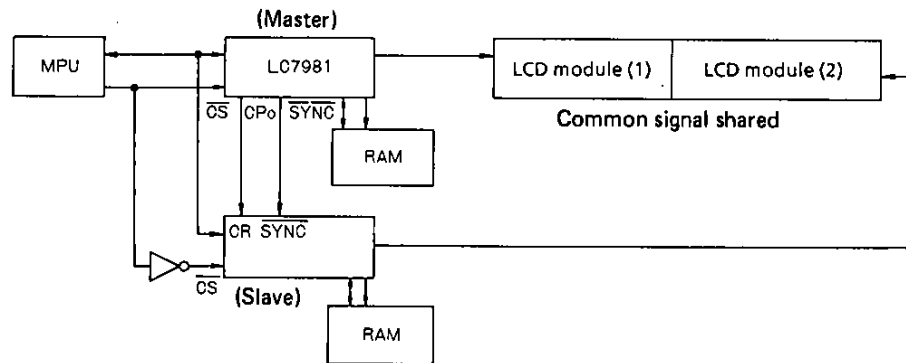 (Master)
MPU
LC7981
LCD module (1)
LCD module (2)
CS CPo SYNC
Common signal shared
RAM
CR SYNC
CS
(Slave)
RAM